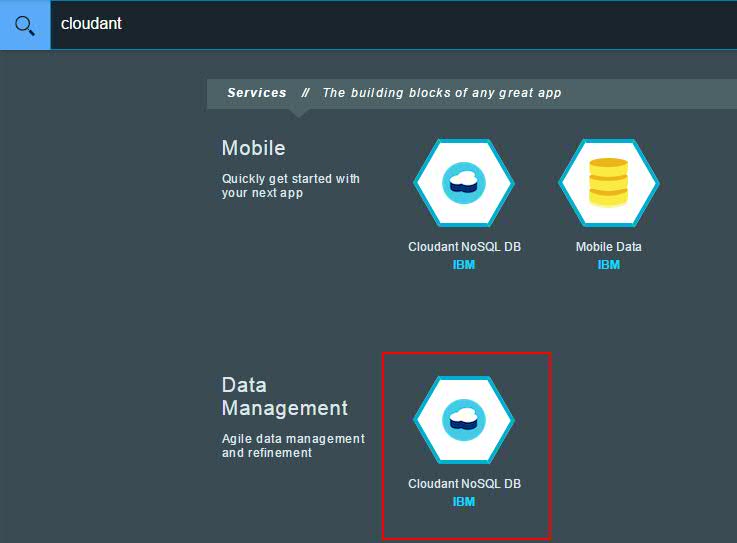 cloudant
Services // The building blocks of any great app
Mobile
Quickly get started with
your next app
Cloudant NoSQL DB
IBM
Mobile Data
IBM
Data
Management
Agile data management
and refinement
Cloudant NoSQL DB
IBM